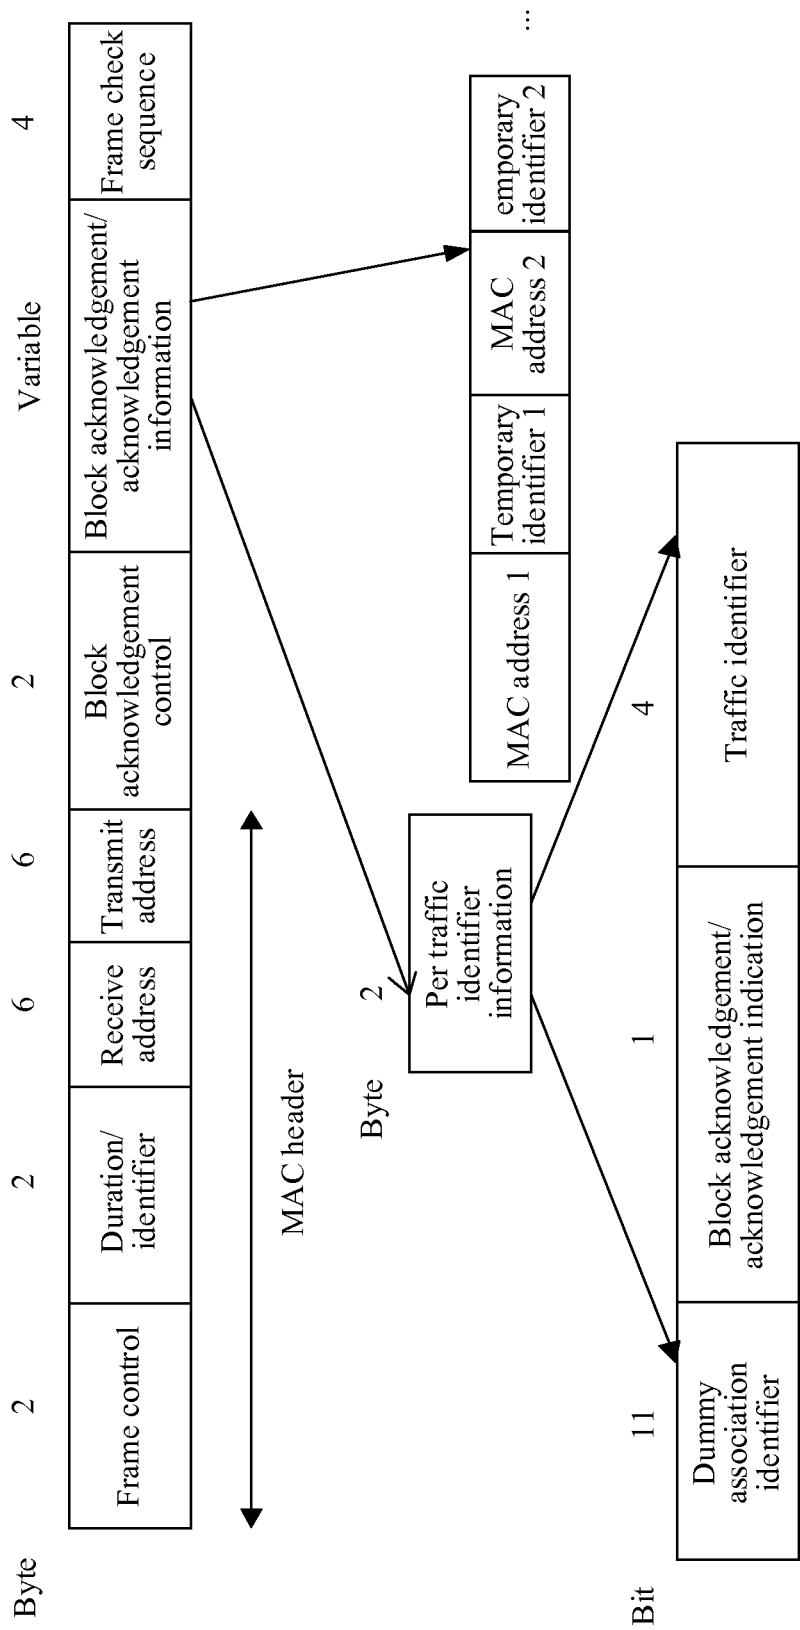 Byte 2 2 6 6 2 Variable 4
Frame control
Duration/
identifier
Receive
address
Transmit
address
Block
acknowledgement
control
Block acknowledgement/
acknowledgement
information
Frame check
sequence
MAC header
Byte 2
Per traffic
identifier
information
MAC address 1
Temporary
identifier 1
MAC
address 2
emporary
identifier 2
...
Bit 11 1 4
Dummy
association
identifier
Block acknowledgement/
acknowledgement indication
Traffic identifier